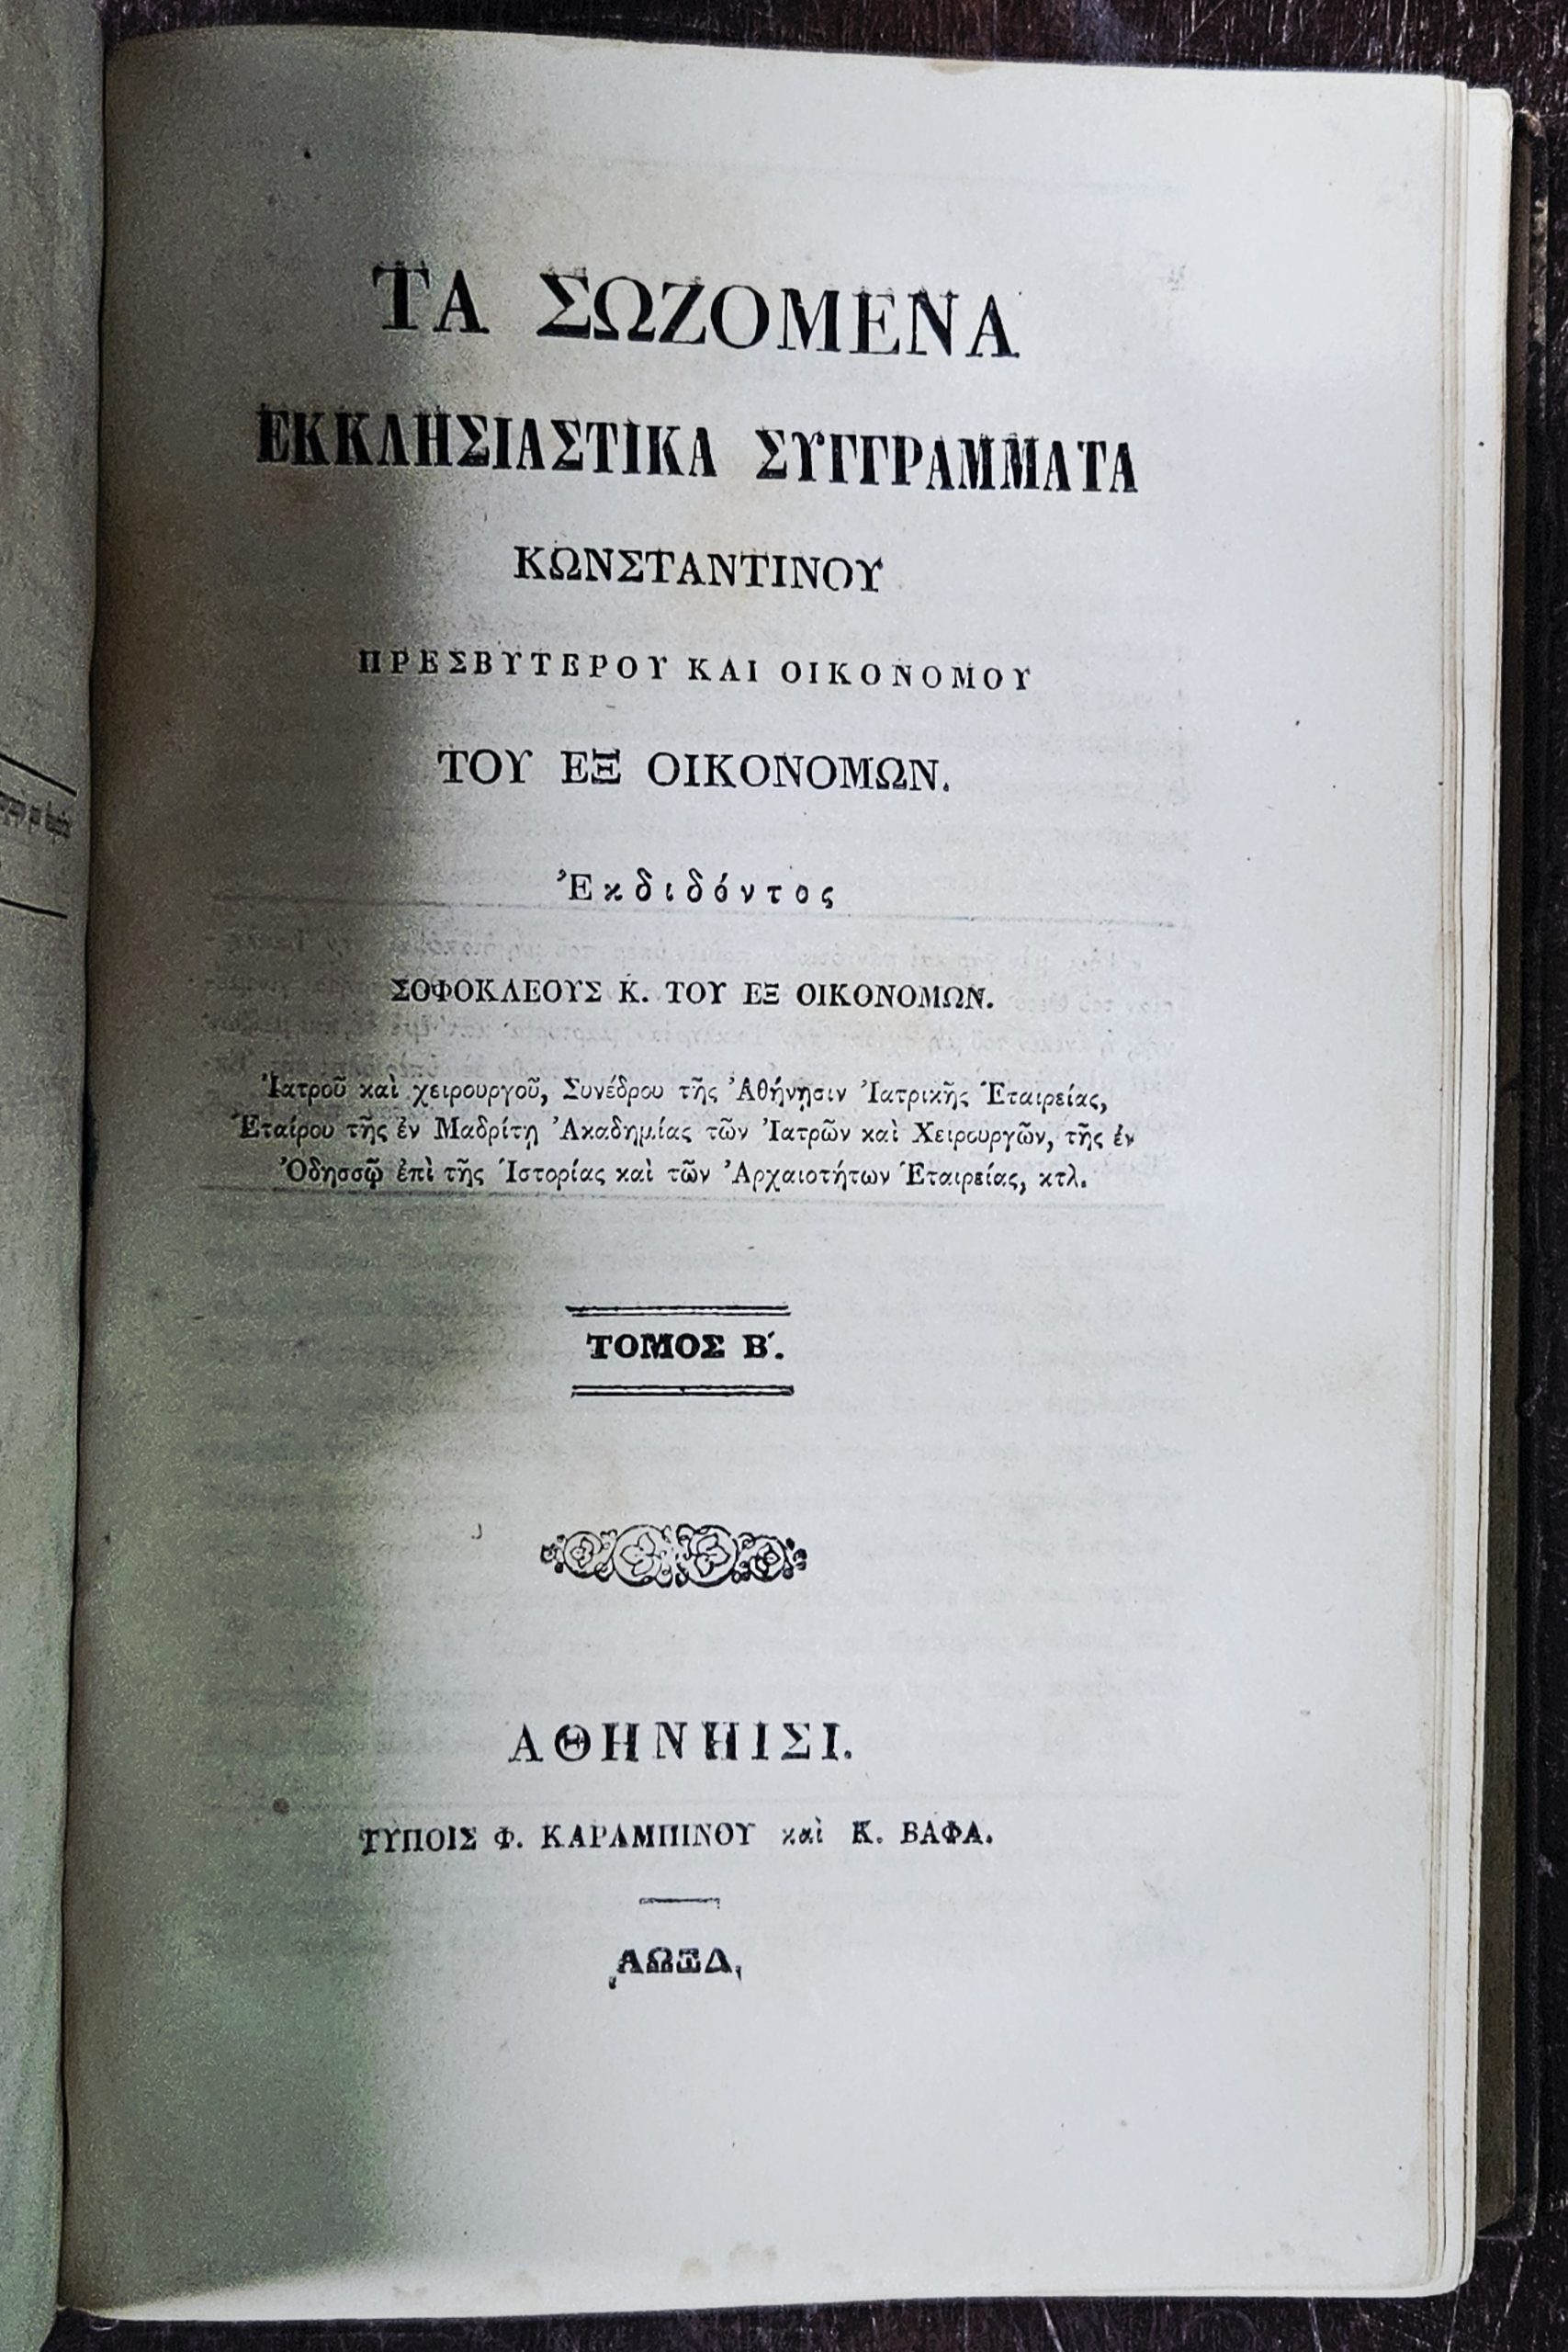 ΤΑ ΣΩΖΟΜΕΝΑ
ΕΚΚΛΗΣΙΑΣΤΙΚΑ ΣΥΓΓΡΑΜΜΑΤΑ
ΚΩΝΣΤΑΝΤΙΝΟΥ
ΠΡΕΣΒΥΤΕΡΟΥ ΚΑΙ ΟΙΚΟΝΟΜΟΥ
ΤΟΥ ΕΞ ΟΙΚΟΝΟΜΩΝ.
Ἐκδιδόντος
ΣΟΦΟΚΛΕΟΥΣ Κ. ΤΟΥ ΕΞ ΟΙΚΟΝΟΜΩΝ.
Ἰατροῦ καὶ χειρουργοῦ, Συνέδρου τῆς Ἀθήνησιν Ἰατρικῆς Ἑταιρείας,
Ἑταίρου τῆς ἐν Μαδρίτῃ Ἀκαδημίας τῶν Ἰατρῶν καὶ Χειρουργῶν, τῆς ἐν
Ὀδησσῷ ἐπὶ τῆς Ἱστορίας καὶ τῶν Ἀρχαιοτήτων Ἑταιρείας, κτλ.
ΤΟΜΟΣ Β΄.
ΑΘΗΝΗΙΣΙ.
ΤΥΠΟΙΣ Φ. ΚΑΡΑΜΠΙΝΟΥ καὶ Κ. ΒΑΦΑ.
͵ΑΩΞΔ,